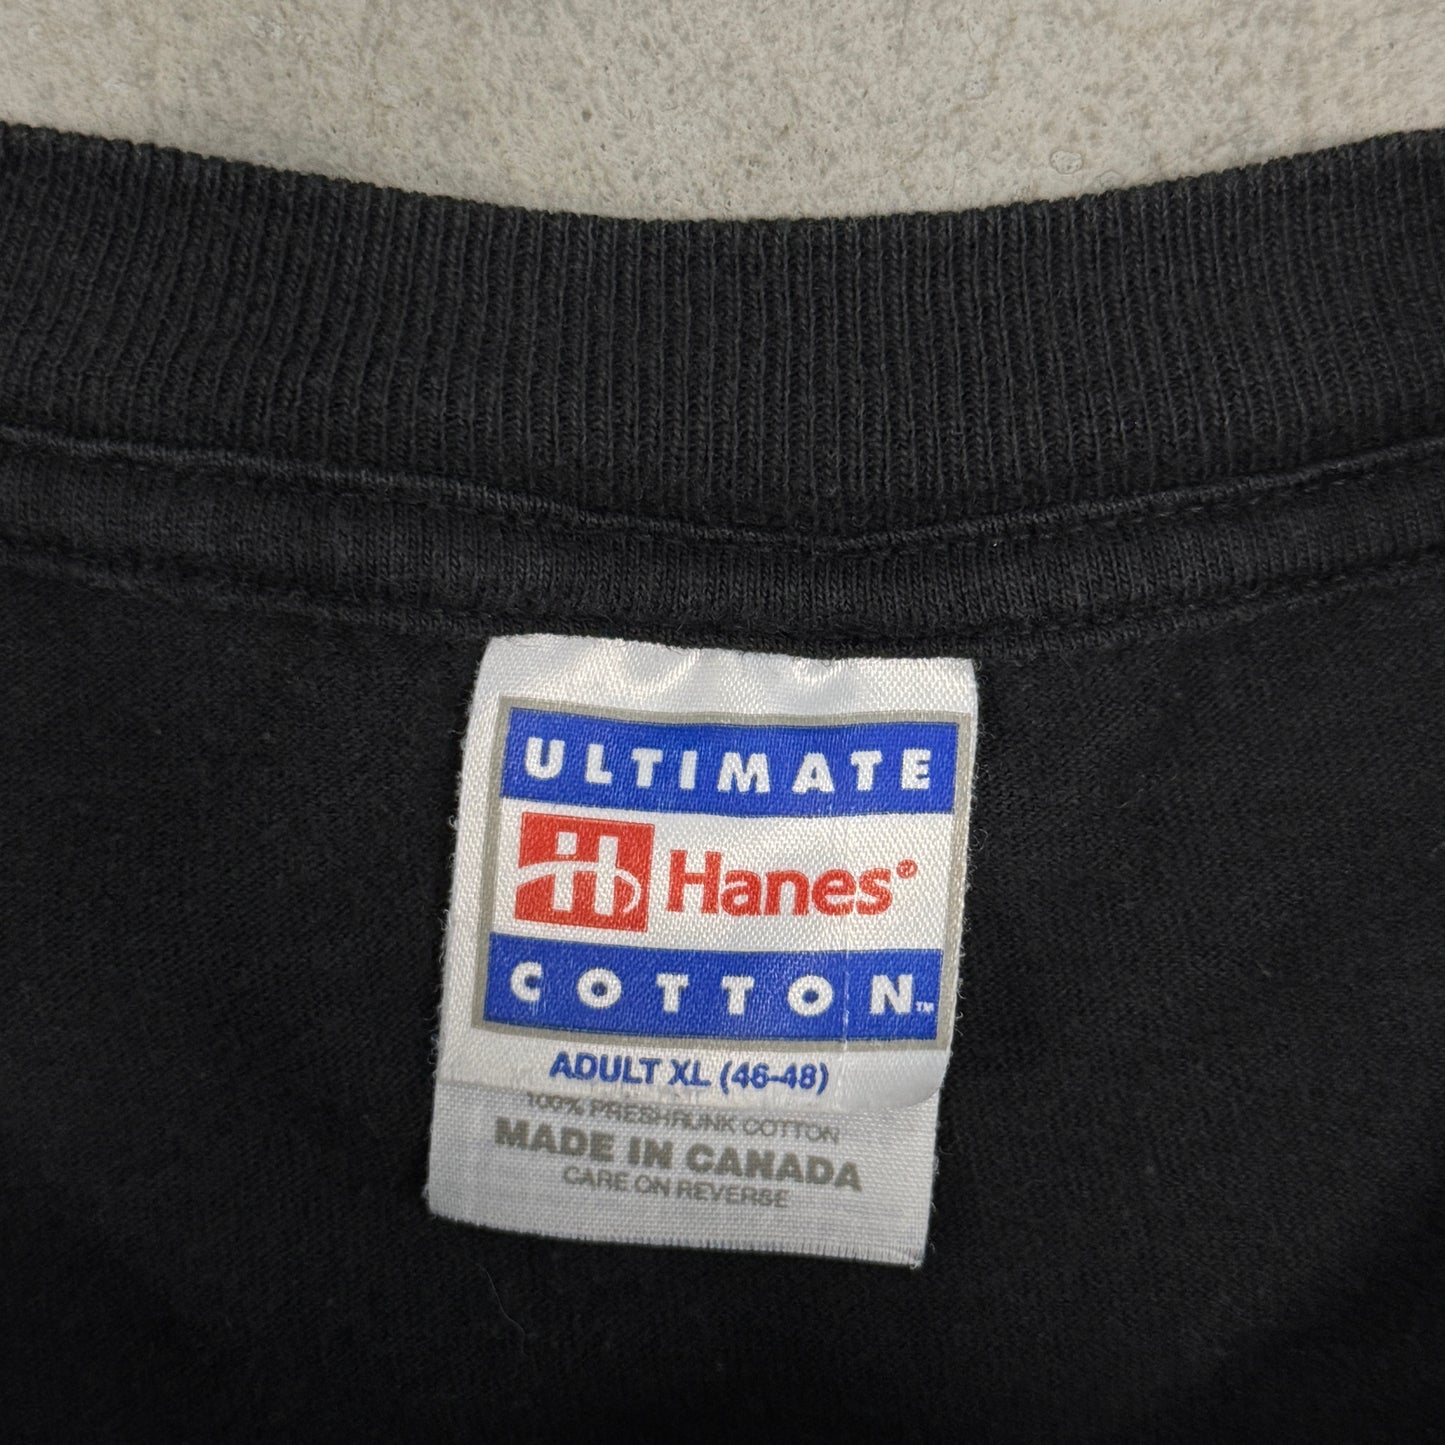 ULTIMATE
Hanes®
COTTON™
ADULT XL (46-48)
100% PRESHRUNK COTTON
MADE IN CANADA
CARE ON REVERSE